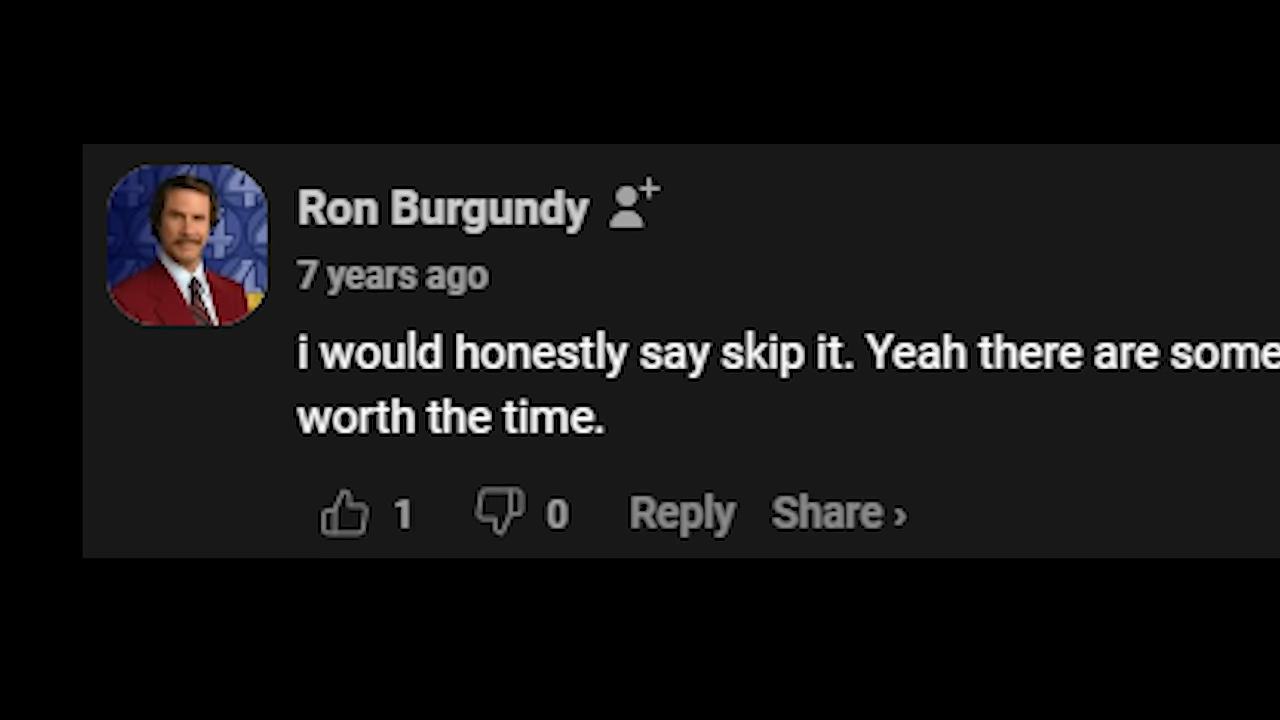 Ron Burgundy
7 years ago
i would honestly say skip it. Yeah there are some
worth the time.
1 0 Reply Share ›